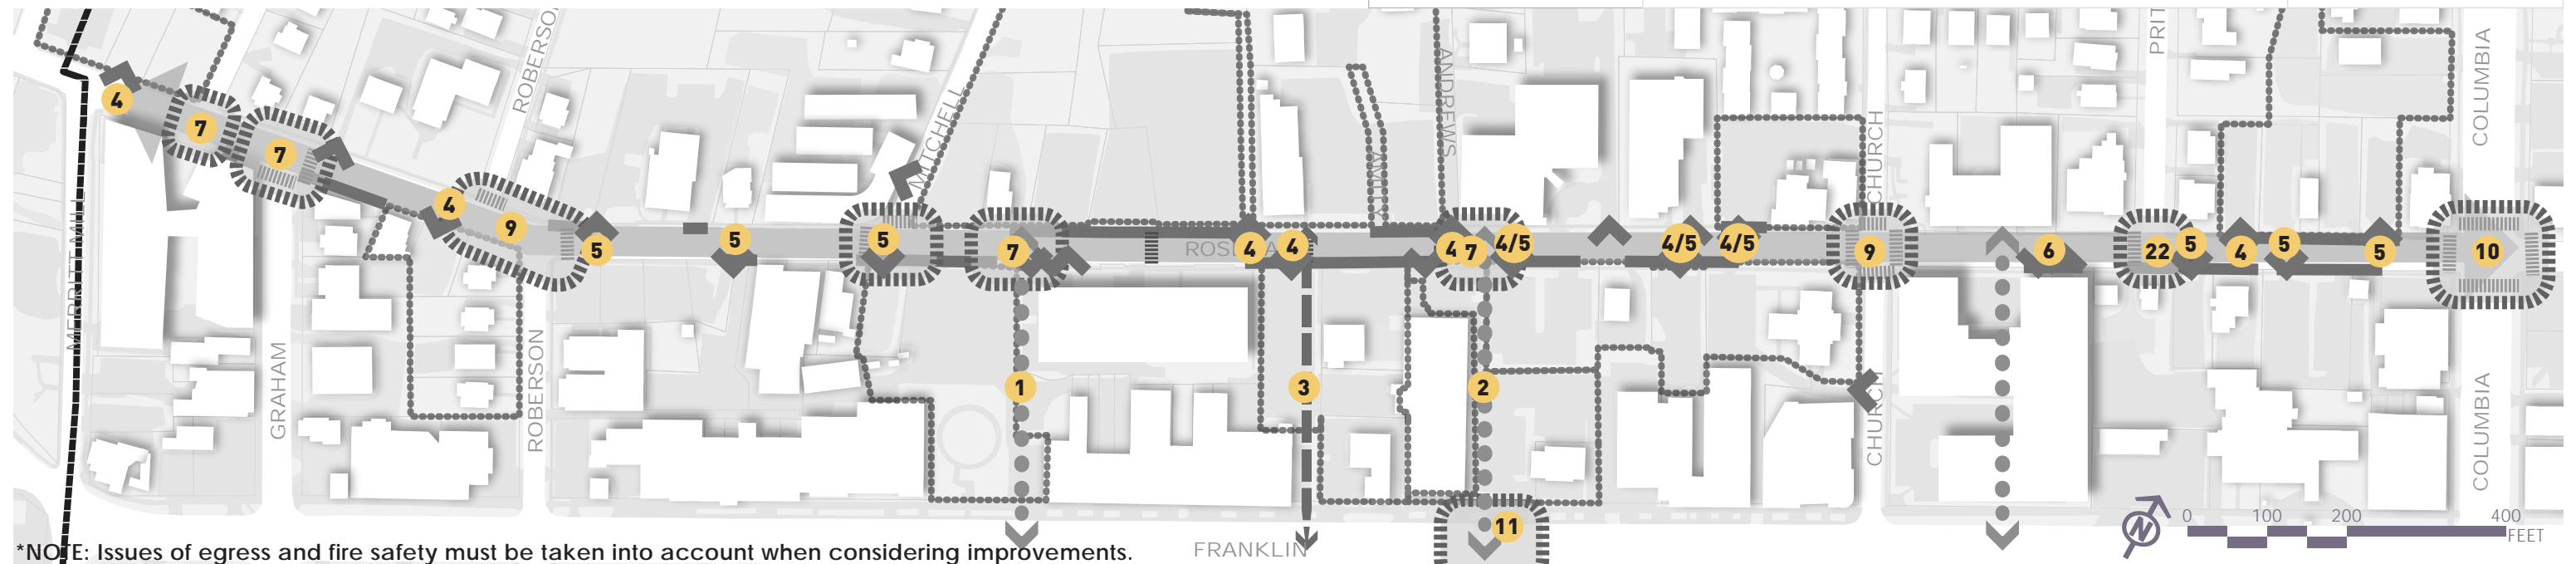 ROBERSON
ANDREWS
PRIT
COLUMBIA
4
7
7
MITCHELL
AMITY
CHURCH
MERRITT MILL
4
9
5
5
5
7
ROS
4
4
4
7
4/5
4/5
4/5
9
6
22
5
4
5
5
10
GRAHAM
ROBERSON
1
3
2
CHURCH
COLUMBIA
11
N
0 100 200 400
FEET
FRANKLIN
*NOTE: Issues of egress and fire safety must be taken into account when considering improvements.